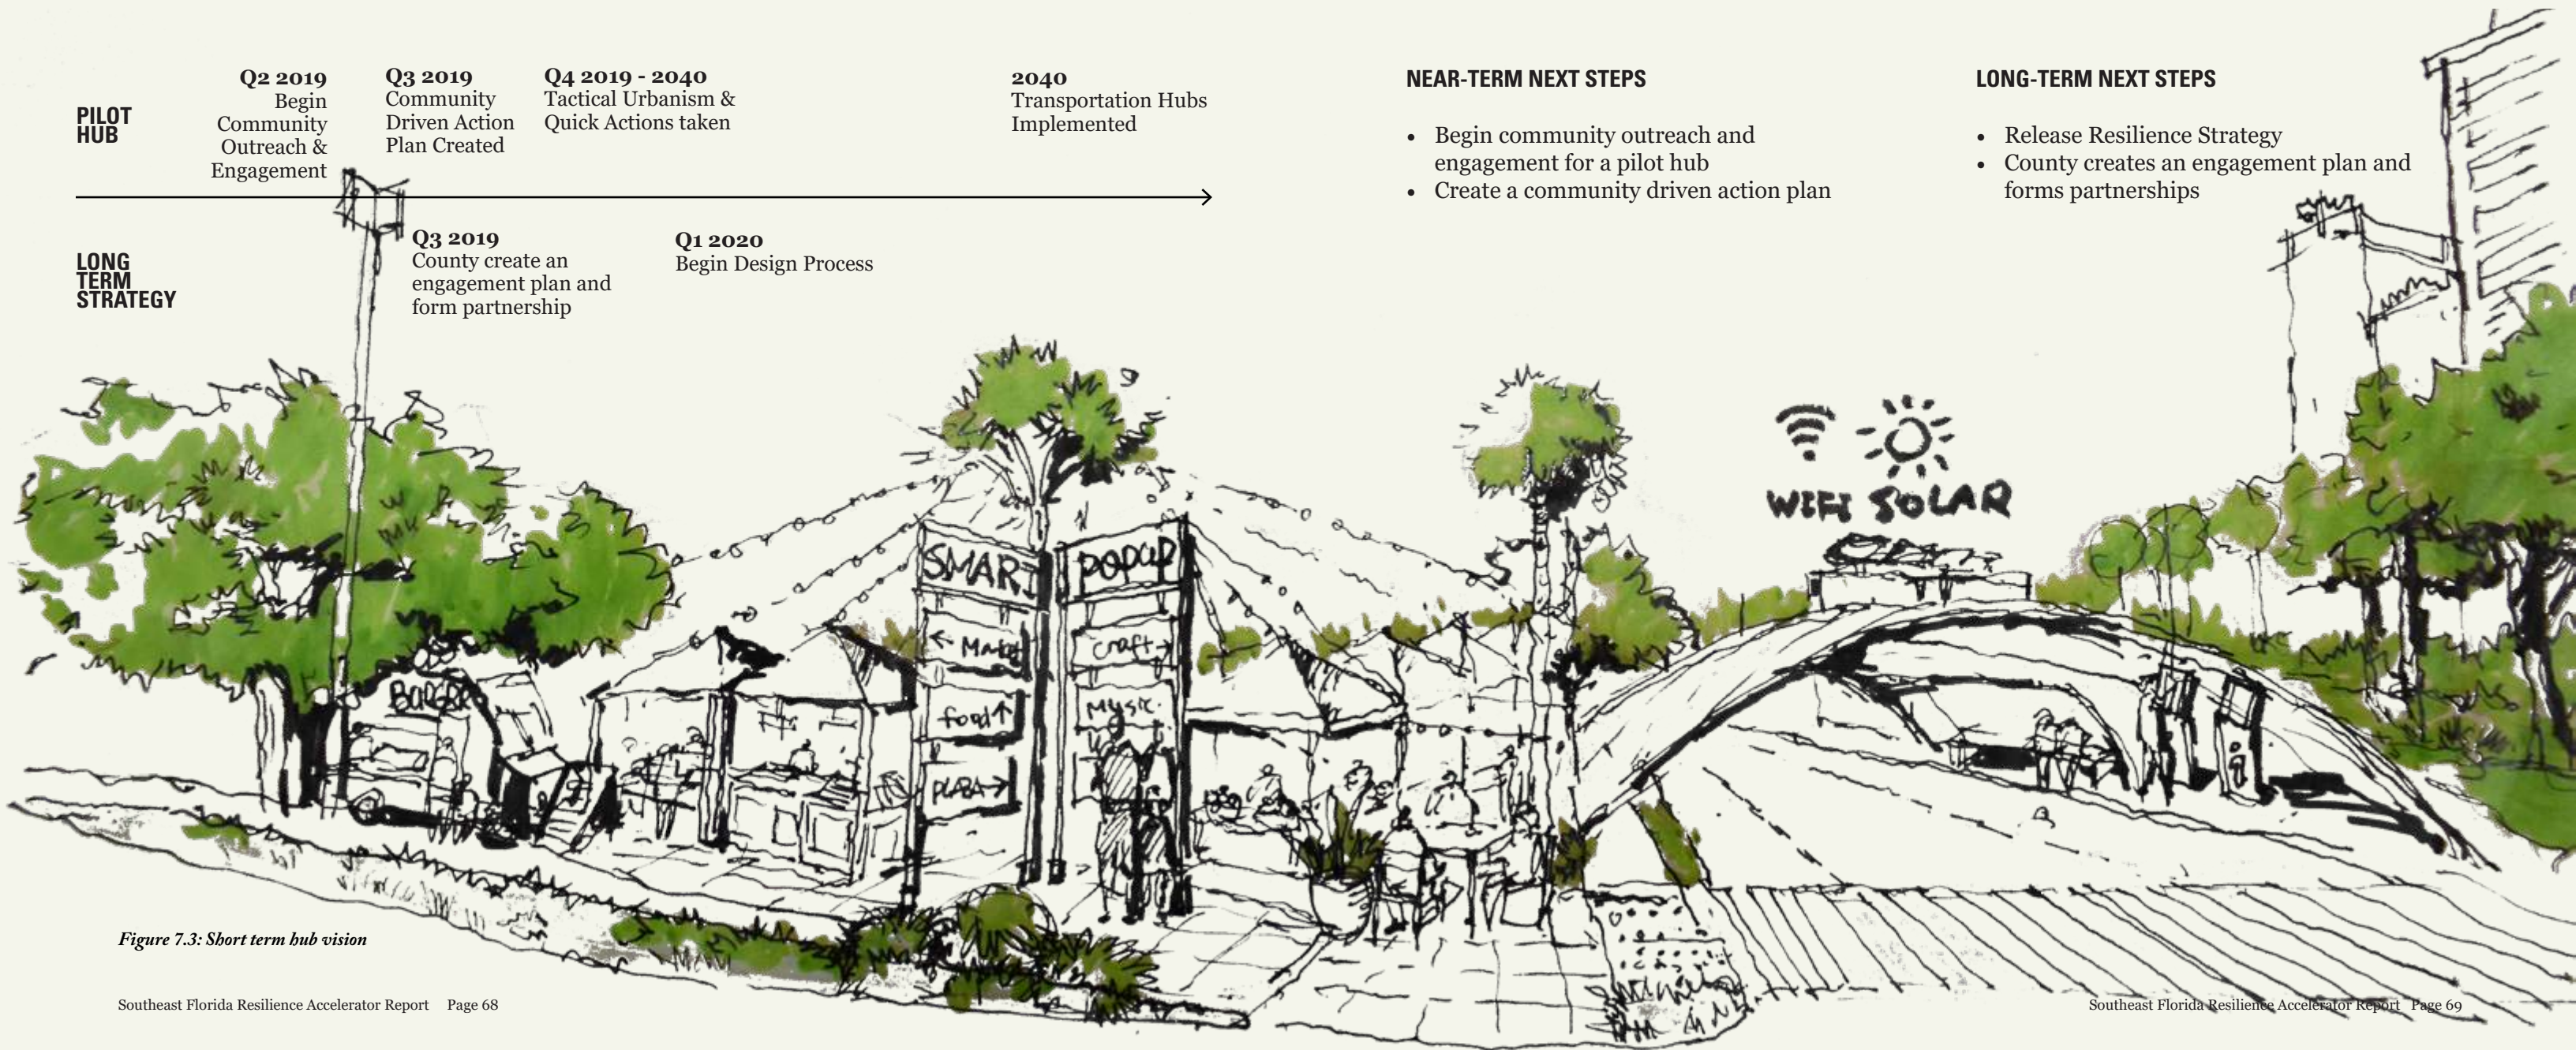 PILOT
HUB
Q2 2019
Begin
Community
Outreach &
Engagement
Q3 2019
Community
Driven Action
Plan Created
Q4 2019 - 2040
Tactical Urbanism &
Quick Actions taken
2040
Transportation Hubs
Implemented
LONG
TERM
STRATEGY
Q3 2019
County create an
engagement plan and
form partnership
Q1 2020
Begin Design Process
NEAR-TERM NEXT STEPS
• Begin community outreach and
engagement for a pilot hub
• Create a community driven action plan
LONG-TERM NEXT STEPS
• Release Resilience Strategy
• County creates an engagement plan and
forms partnerships
WIFI SOLAR
SMART
POPUP
craft→
food↑
Music
Figure 7.3: Short term hub vision
Southeast Florida Resilience Accelerator Report Page 68
Southeast Florida Resilience Accelerator Report Page 69